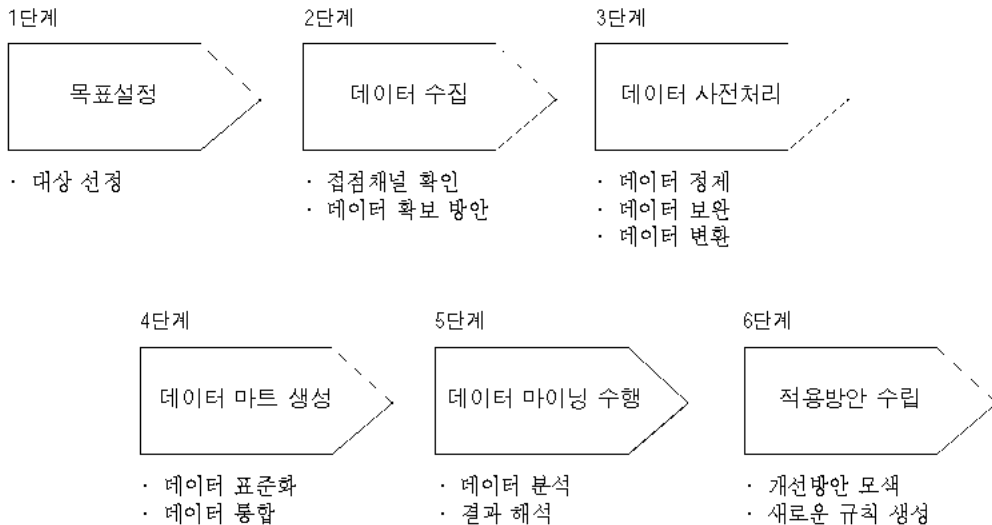 1단계
2단계
3단계
목표설정
데이터 수집
데이터 사전처리
· 대상 선정
· 접점채널 확인
· 데이터 확보 방안
· 데이터 정제
· 데이터 보완
· 데이터 변환
4단계
5단계
6단계
데이터 마트 생성
데이터 마이닝 수행
적용방안 수립
· 데이터 표준화
· 데이터 통합
· 데이터 분석
· 결과 해석
· 개선방안 모색
· 새로운 규칙 생성